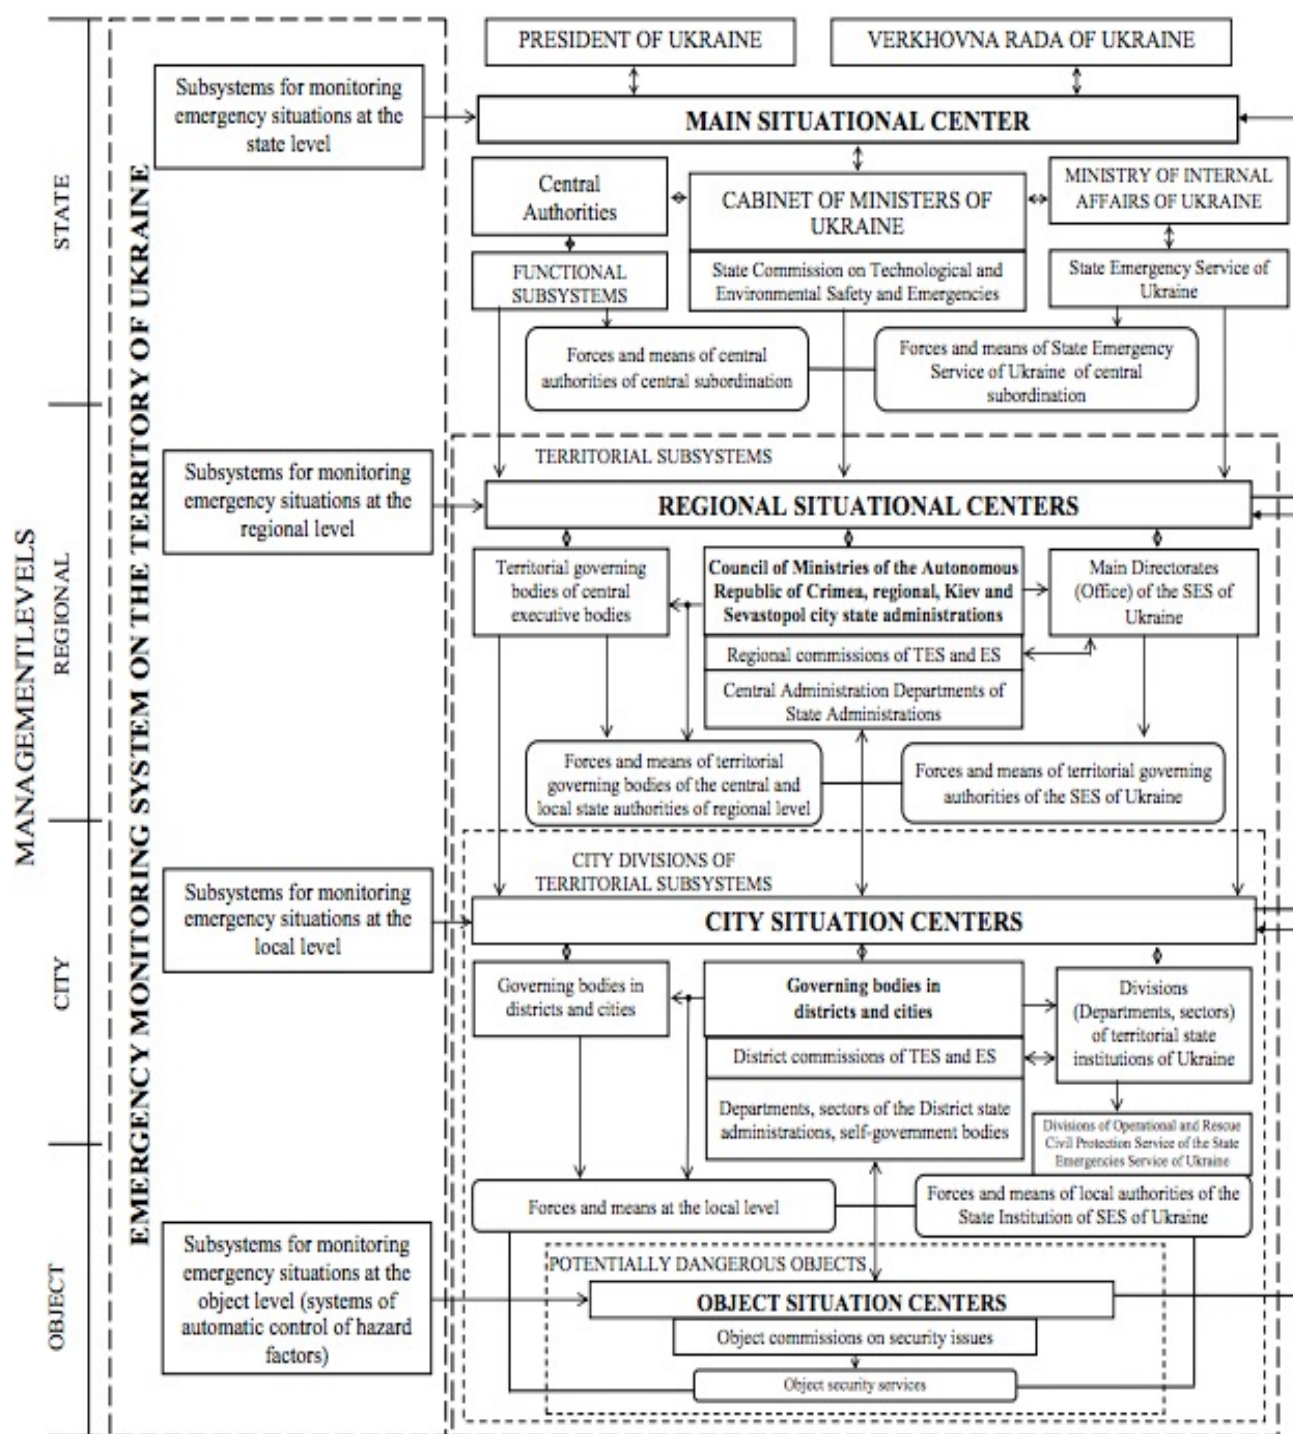 PRESIDENT OF UKRAINE
VERKHOVNA RADA OF UKRAINE
Subsystems for monitoring
emergency situations at the
state level
MAIN SITUATIONAL CENTER
Central
Authorities
CABINET OF MINISTERS OF
UKRAINE
MINISTRY OF INTERNAL
AFFAIRS OF UKRAINE
FUNCTIONAL
SUBSYSTEMS
State Commission on Technological and
Environmental Safety and Emergencies
State Emergency Service of
Ukraine
Forces and means of central
authorities of central subordination
Forces and means of State Emergency
Service of Ukraine of central
subordination
STATE
REGIONAL
CITY
OBJECT
MANAGEMENTLEVELS
EMERGENCY MONITORING SYSTEM ON THE TERRITORY OF UKRAINE
TERRITORIAL SUBSYSTEMS
Subsystems for monitoring
emergency situations at
the regional level
REGIONAL SITUATIONAL CENTERS
Territorial governing
bodies of central
executive bodies
Council of Ministries of the Autonomous
Republic of Crimea, regional, Kiev and
Sevastopol city state administrations
Main Directorates
(Office) of the SES of
Ukraine
Regional commissions of TES and ES
Central Administration Departments of
State Administrations
Forces and means of territorial
governing bodies of the central and
local state authorities of regional level
Forces and means of territorial governing
authorities of the SES of Ukraine
CITY DIVISIONS OF
TERRITORIAL SUBSYSTEMS
Subsystems for monitoring
emergency situations at the
local level
CITY SITUATION CENTERS
Governing bodies in
districts and cities
Governing bodies in
districts and cities
Divisions
(Departments, sectors)
of territorial state
institutions of Ukraine
District commissions of TES and ES
Departments, sectors of the District state
administrations, self-government bodies
Divisions of Operational and Rescue
Civil Protection Service of the State
Emergencies Service of Ukraine
Forces and means at the local level
Forces and means of local authorities of the
State Institution of SES of Ukraine
Subsystems for monitoring
emergency situations at the
object level (systems of
automatic control of hazard
factors)
POTENTIALLY DANGEROUS OBJECTS
OBJECT SITUATION CENTERS
Object commissions on security issues
Object security services